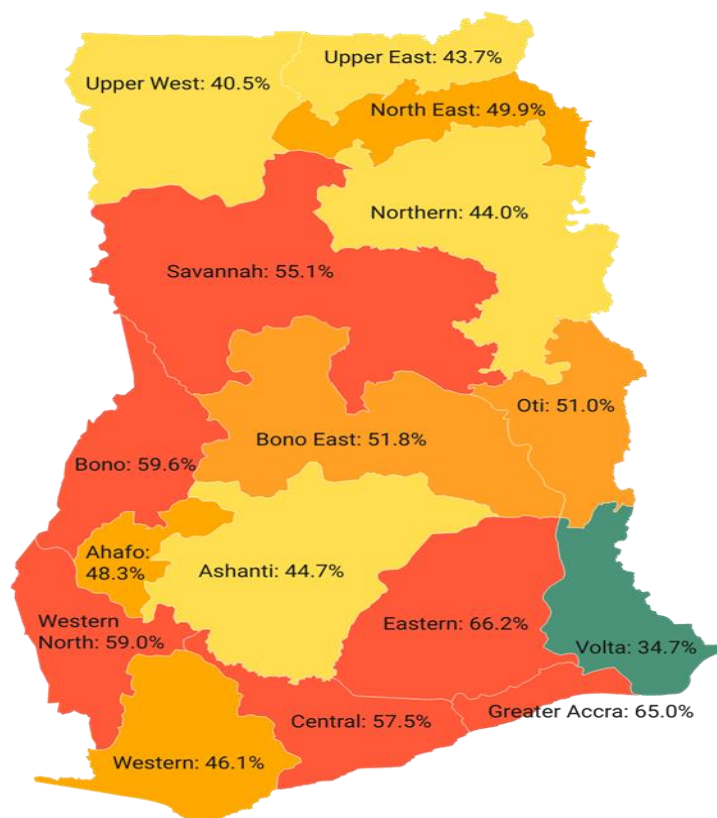 Upper East: 43.7%
Upper West: 40.5%
North East: 49.9%
Northern: 44.0%
Savannah: 55.1%
Oti: 51.0%
Bono East: 51.8%
Bono: 59.6%
Ahafo:
48.3%
Ashanti: 44.7%
Western
North: 59.0%
Eastern: 66.2%
Volta: 34.7%
Greater Accra: 65.0%
Central: 57.5%
Western: 46.1%